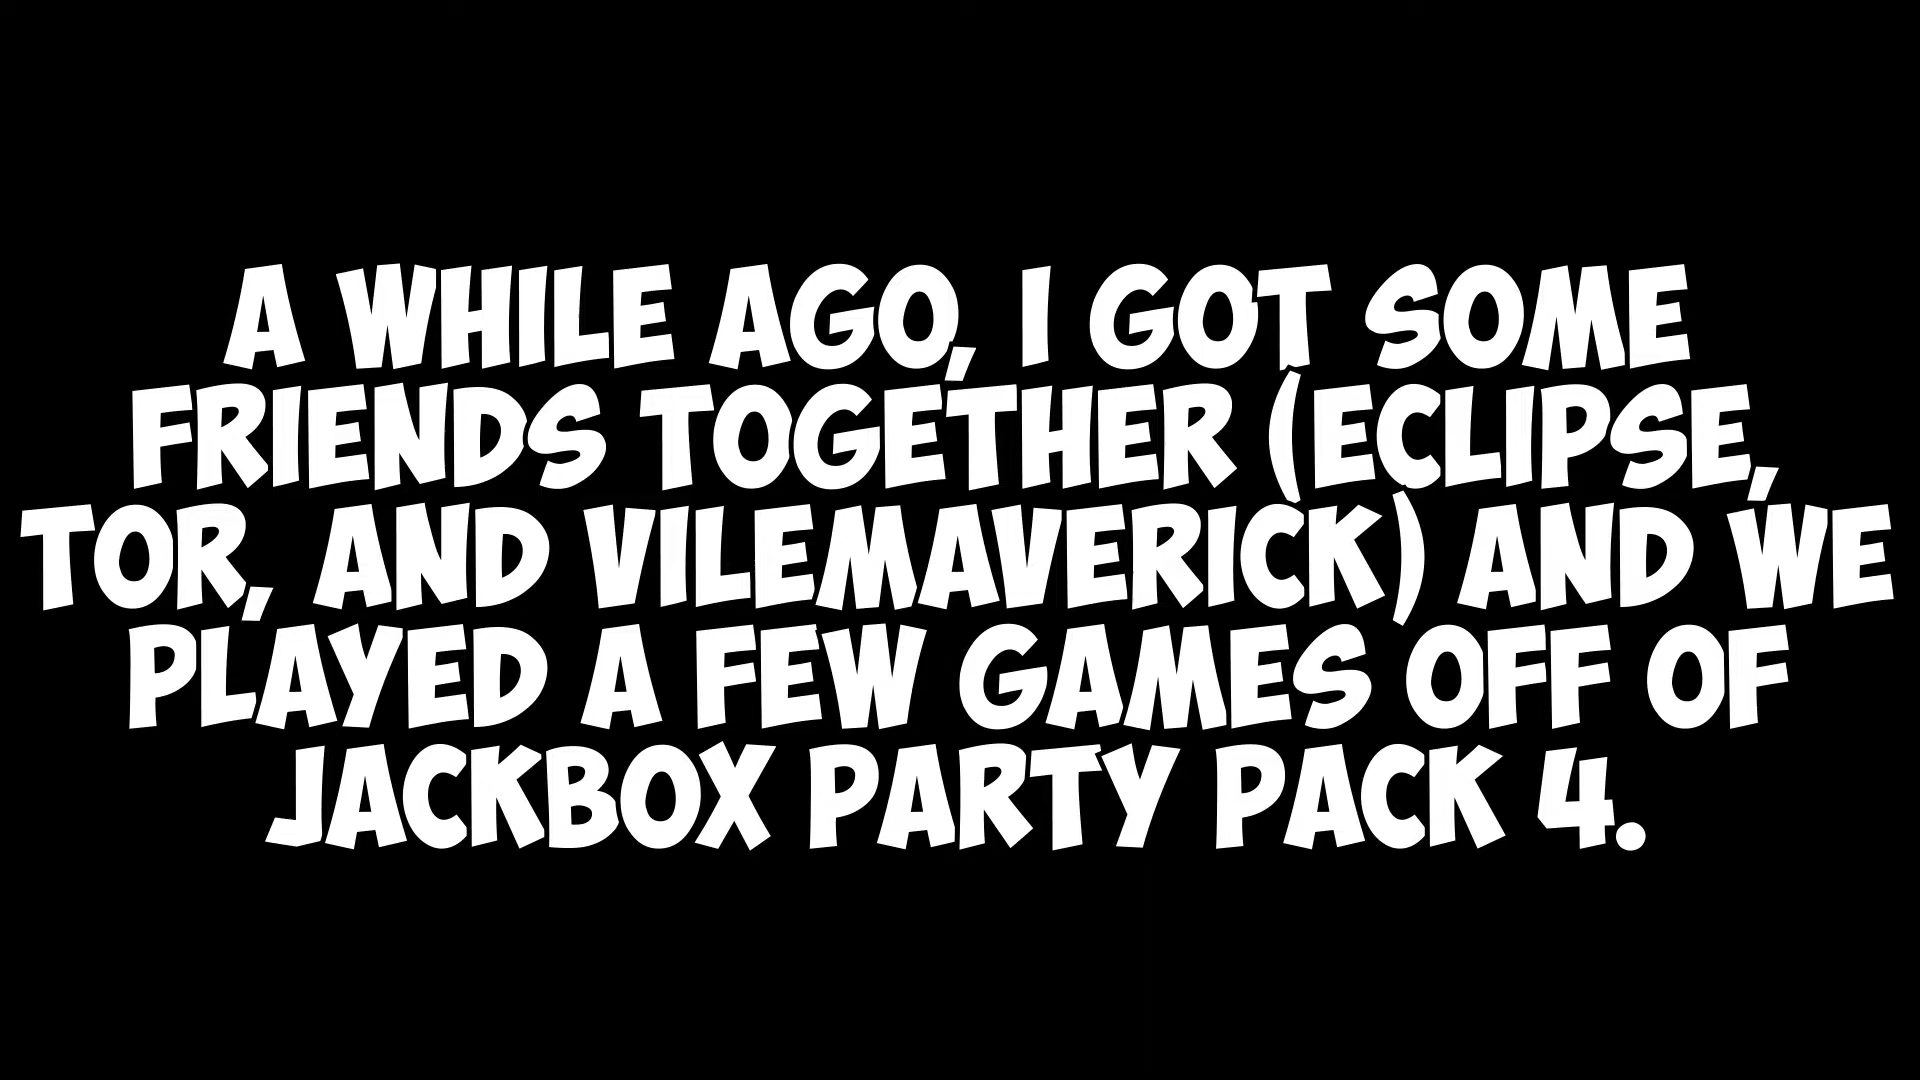 A WHILE AGO, I GOT SOME
FRIENDS TOGETHER (ECLIPSE,
TOR, AND VILEMAVERICK) AND WE
PLAYED A FEW GAMES OFF OF
JACKBOX PARTY PACK 4.